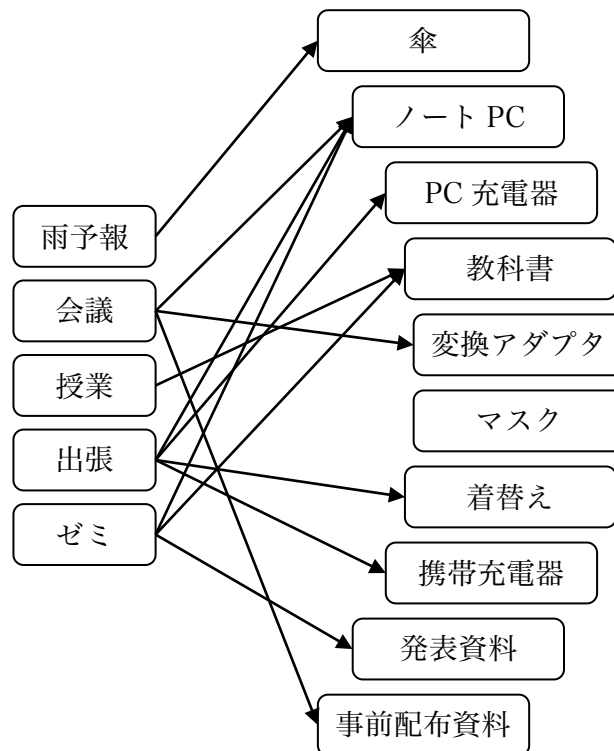 雨予報
会議
授業
出張
ゼミ
傘
ノート PC
PC 充電器
教科書
変換アダプタ
マスク
着替え
携帯充電器
発表資料
事前配布資料